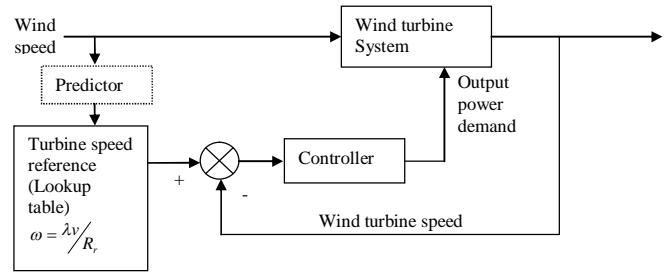 Wind
speed
Wind turbine
System
Predictor
Output
power
demand
Turbine speed
reference
(Lookup
table)
ω = λv/R_r
+
-
Controller
Wind turbine speed